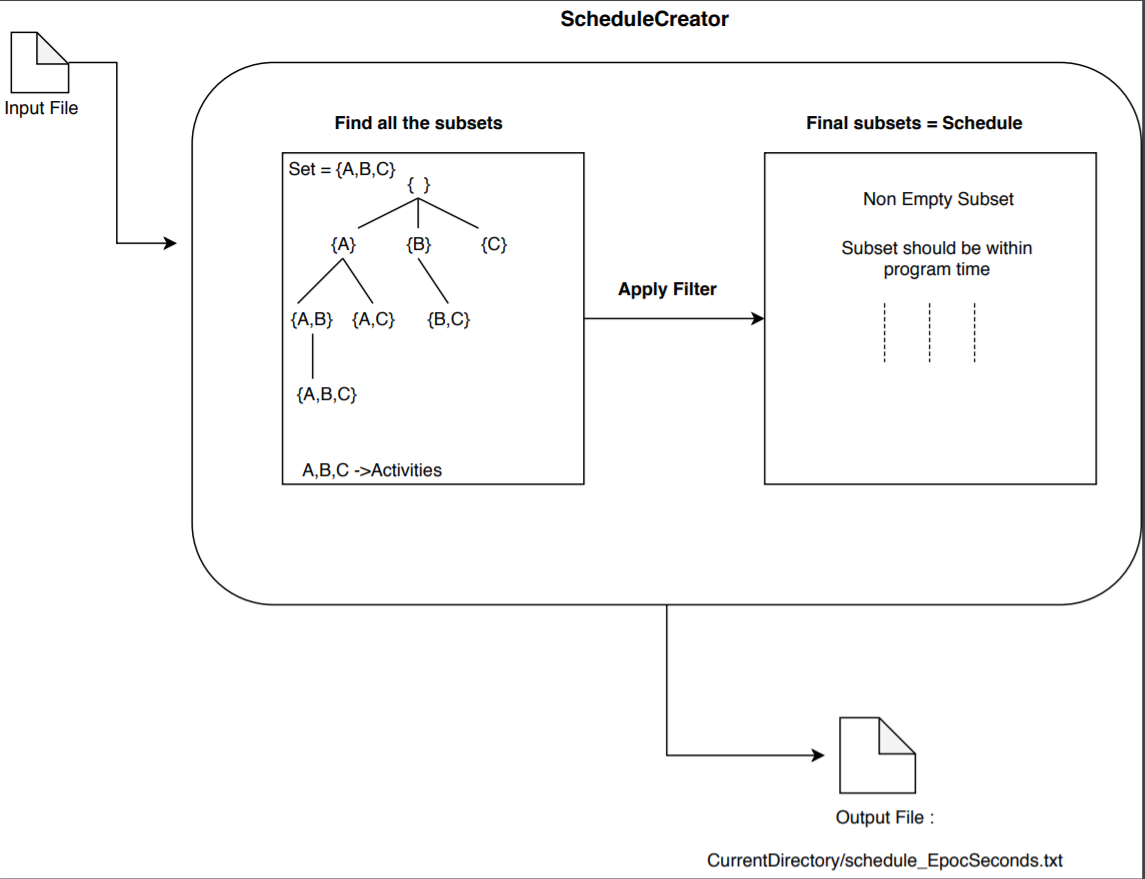 ScheduleCreator
Input File
Find all the subsets
Final subsets = Schedule
Set = {A,B,C}
{ }
{A}
{B}
{C}
{A,B}
{A,C}
{B,C}
{A,B,C}
A,B,C ->Activities
Apply Filter
Non Empty Subset
Subset should be within
program time
Output File :
CurrentDirectory/schedule_EpocSeconds.txt